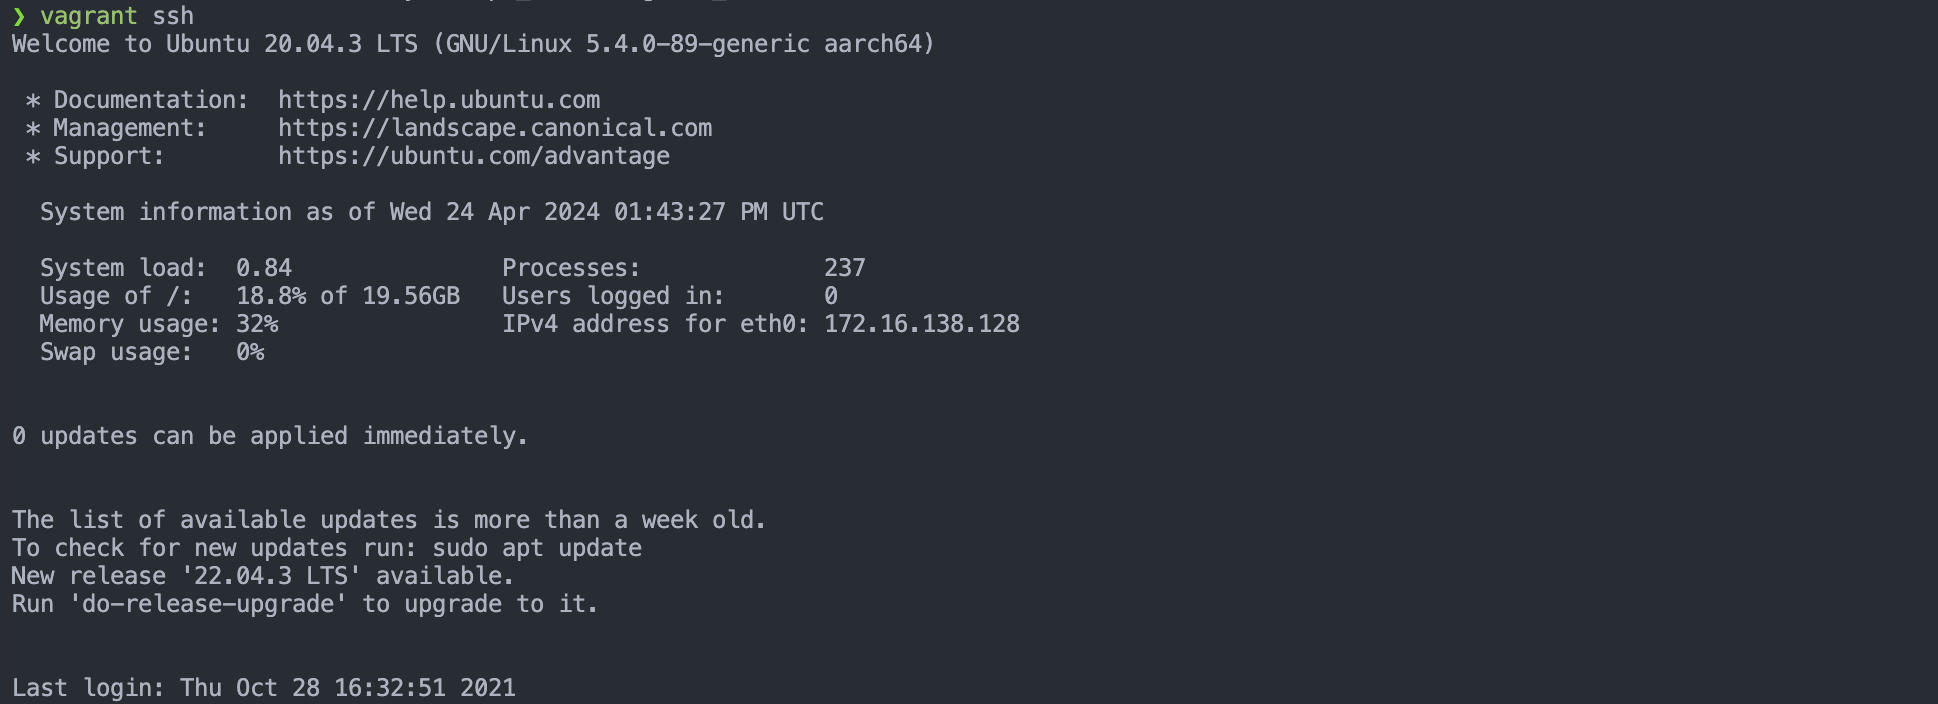 ❯ vagrant ssh
Welcome to Ubuntu 20.04.3 LTS (GNU/Linux 5.4.0-89-generic aarch64)
* Documentation: https://help.ubuntu.com
* Management: https://landscape.canonical.com
* Support: https://ubuntu.com/advantage
System information as of Wed 24 Apr 2024 01:43:27 PM UTC
System load: 0.84 Processes: 237
Usage of /: 18.8% of 19.56GB Users logged in: 0
Memory usage: 32% IPv4 address for eth0: 172.16.138.128
Swap usage: 0%
0 updates can be applied immediately.
The list of available updates is more than a week old.
To check for new updates run: sudo apt update
New release '22.04.3 LTS' available.
Run 'do-release-upgrade' to upgrade to it.
Last login: Thu Oct 28 16:32:51 2021